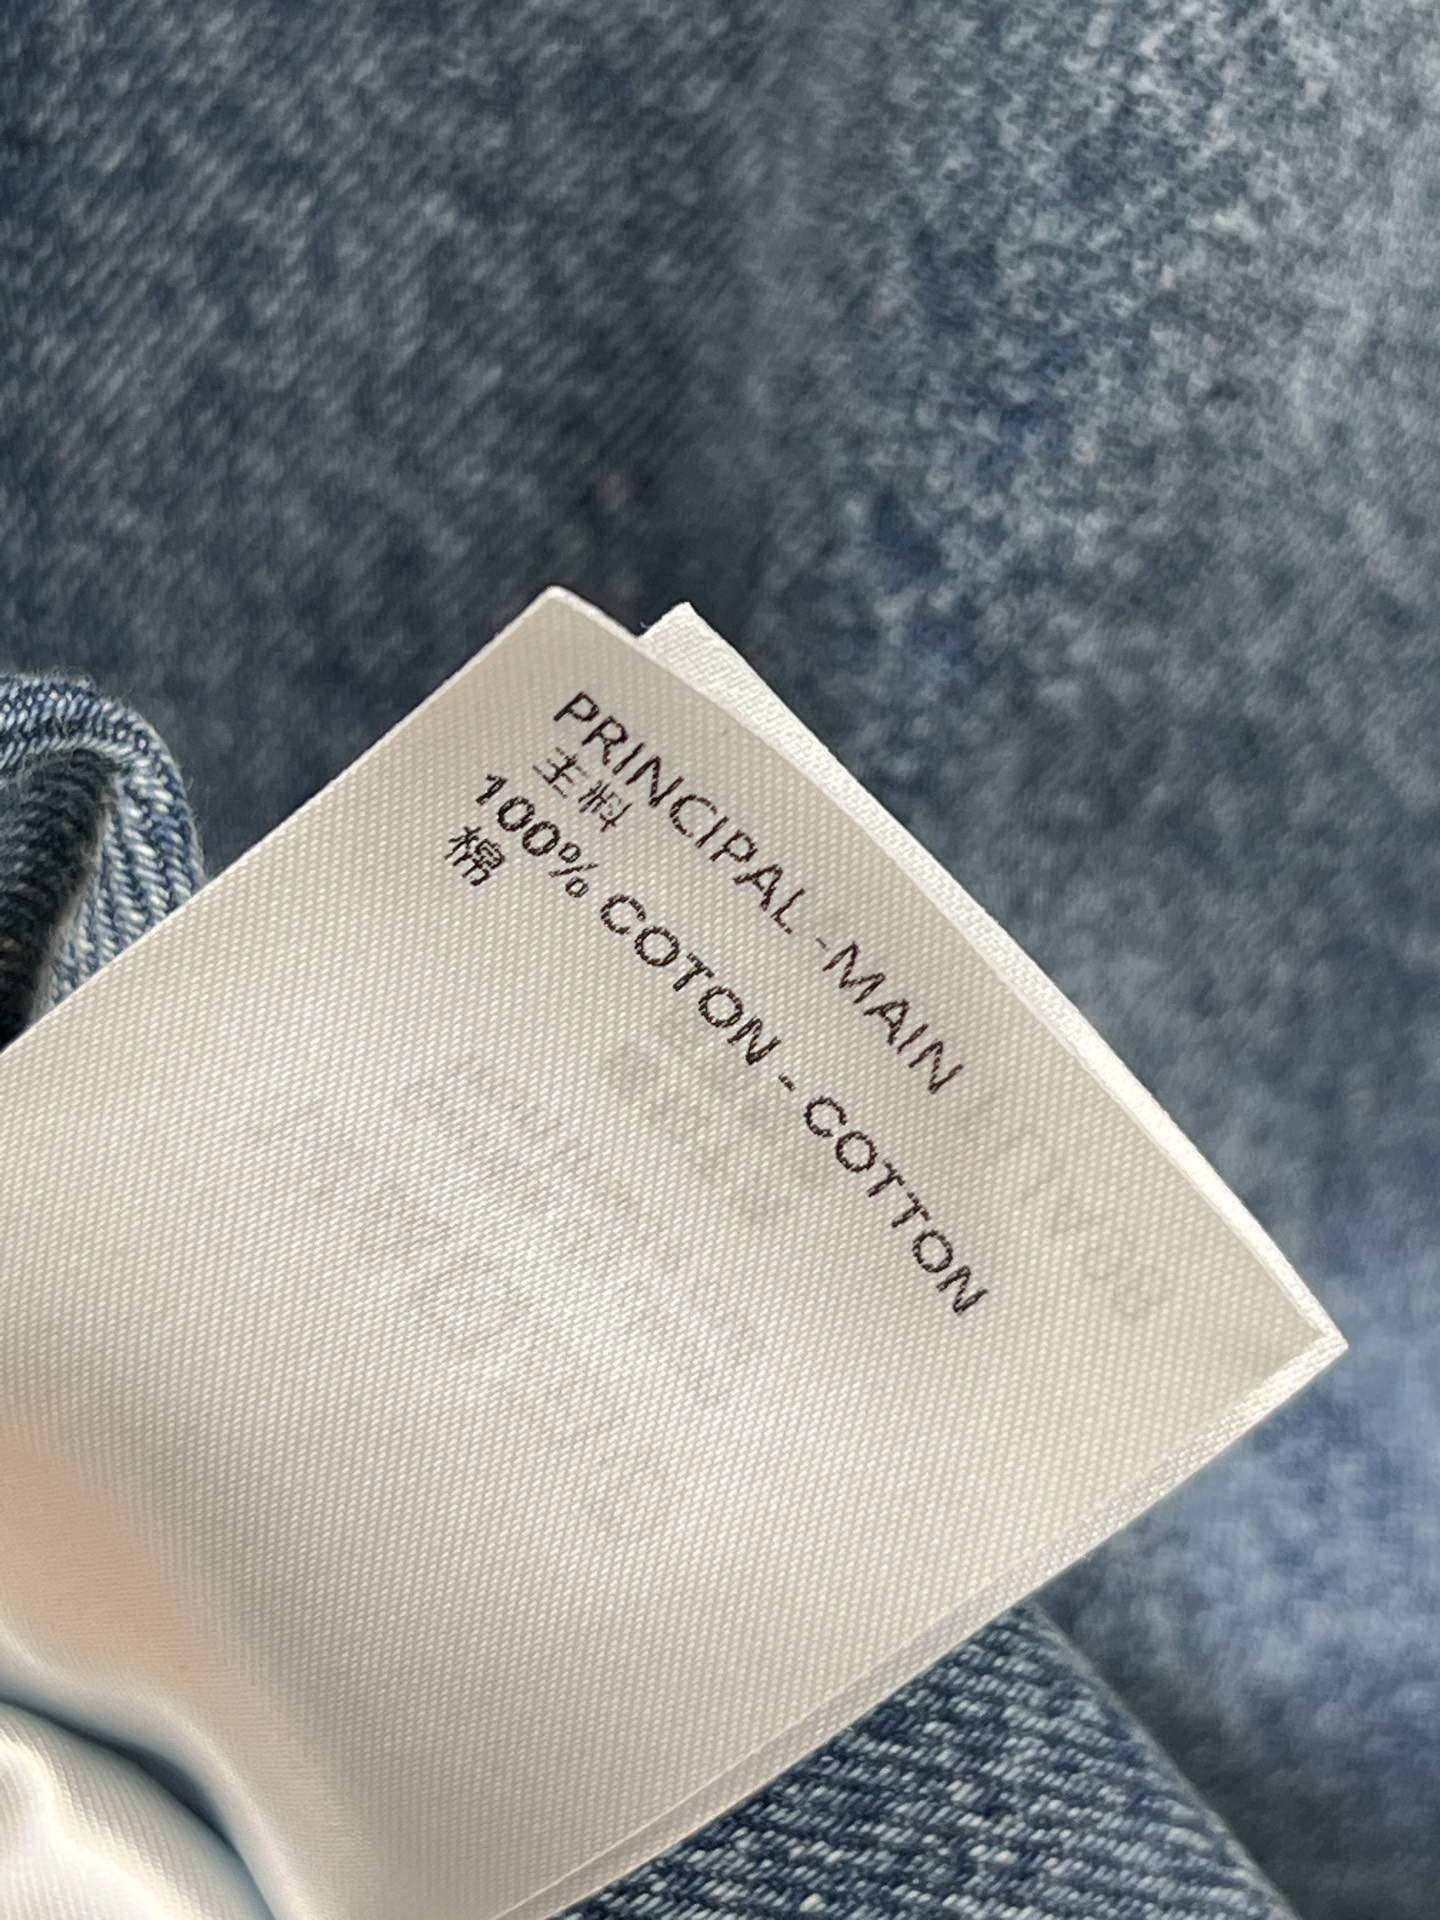 PRINCIPAL -MAIN
主料
100% COTON - COTTON
棉